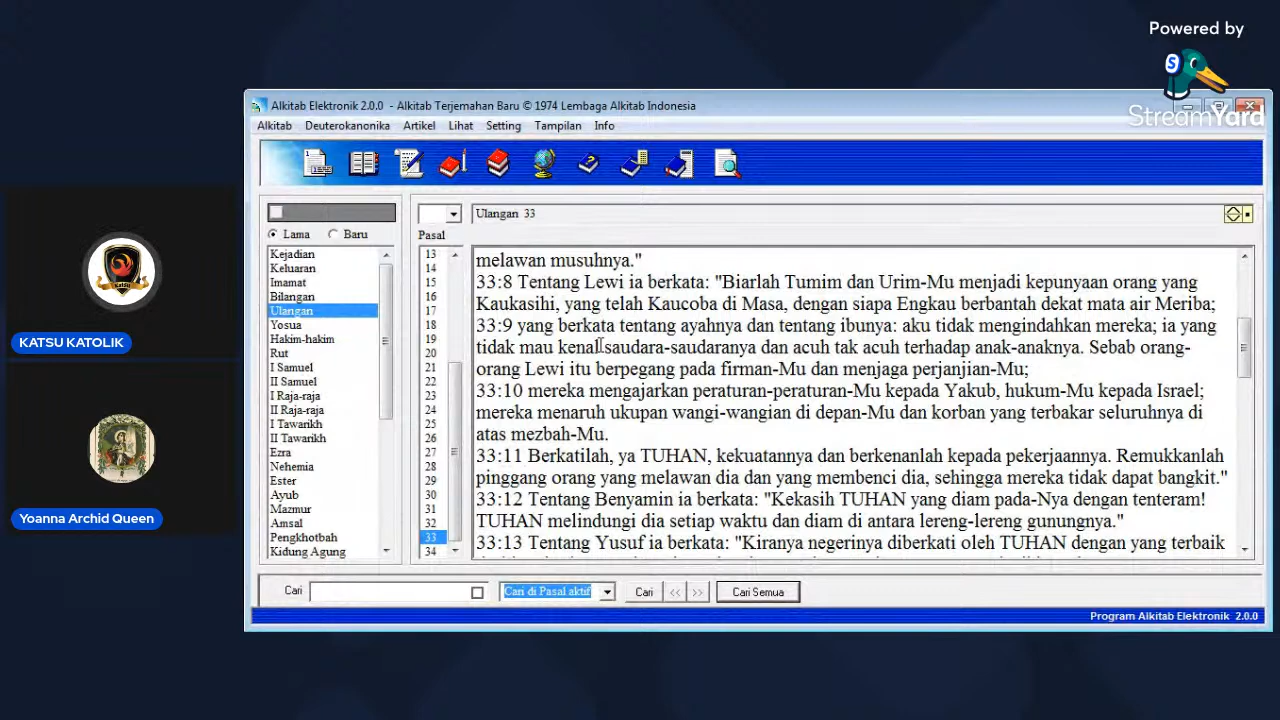 Powered by
S
StreamYard
Alkitab Elektronik 2.0.0 - Alkitab Terjemahan Baru © 1974 Lembaga Alkitab Indonesia
Alkitab Deuterokanonika Artikel Lihat Setting Tampilan Info
Ulangan 33
Lama Baru
Pasal
Kejadian
Keluaran
Imamat
Bilangan
Ulangan
Yosua
Hakim-hakim
Rut
I Samuel
II Samuel
I Raja-raja
II Raja-raja
I Tawarikh
II Tawarikh
Ezra
Nehemia
Ester
Ayub
Mazmur
Amsal
Pengkhotbah
Kidung Agung
13
14
15
16
17
18
19
20
21
22
23
24
25
26
27
28
29
30
31
32
33
34
melawan musuhnya."
33:8 Tentang Lewi ia berkata: "Biarlah Tumim dan Urim-Mu menjadi kepunyaan orang yang
Kaukasihi, yang telah Kaucoba di Masa, dengan siapa Engkau berbantah dekat mata air Meriba;
33:9 yang berkata tentang ayahnya dan tentang ibunya: aku tidak mengindahkan mereka; ia yang
tidak mau kenal saudara-saudaranya dan acuh tak acuh terhadap anak-anaknya. Sebab orang-
orang Lewi itu berpegang pada firman-Mu dan menjaga perjanjian-Mu;
33:10 mereka mengajarkan peraturan-peraturan-Mu kepada Yakub, hukum-Mu kepada Israel;
mereka menaruh ukupan wangi-wangian di depan-Mu dan korban yang terbakar seluruhnya di
atas mezbah-Mu.
33:11 Berkatilah, ya TUHAN, kekuatannya dan berkenanlah kepada pekerjaannya. Remukkanlah
pinggang orang yang melawan dia dan yang membenci dia, sehingga mereka tidak dapat bangkit."
33:12 Tentang Benyamin ia berkata: "Kekasih TUHAN yang diam pada-Nya dengan tenteram!
TUHAN melindungi dia setiap waktu dan diam di antara lereng-lereng gunungnya."
33:13 Tentang Yusuf ia berkata: "Kiranya negerinya diberkati oleh TUHAN dengan yang terbaik
Cari Cari di Pasal aktif Cari << >> Cari Semua
Program Alkitab Elektronik 2.0.0
KATSU KATOLIK
Yoanna Archid Queen